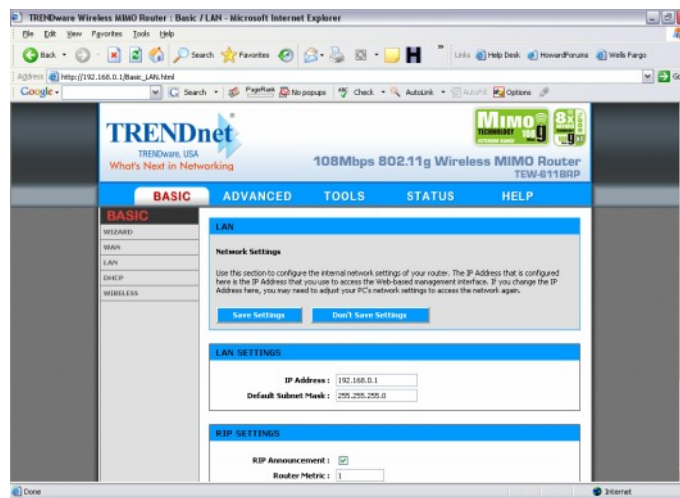 TRENDware Wireless MIMO Router : Basic / LAN - Microsoft Internet Explorer
File Edit View Favorites Tools Help
Back Search Favorites Links Help Desk HowardForums Wells Fargo
Address http://192.168.0.1/Basic_LAN.html Go
Google Search PageRank No popups Check AutoLink AutoFill Options
TRENDnet
TRENDware, USA
What's Next in Networking
MIMO
TECHNOLOGY 108 g
8x
108Mbps 802.11g Wireless MIMO Router
TEW-611BRP
BASIC ADVANCED TOOLS STATUS HELP
BASIC
WIZARD
WAN
LAN
DHCP
WIRELESS
LAN
Network Settings
Use this section to configure the internal network settings of your router. The IP Address that is configured
here is the IP Address that you use to access the Web-based management interface. If you change the IP
Address here, you may need to adjust your PC's network settings to access the network again.
Save Settings Don't Save Settings
LAN SETTINGS
IP Address : 192.168.0.1
Default Subnet Mask : 255.255.255.0
RIP SETTINGS
RIP Announcement :
Router Metric : 1
Done Internet